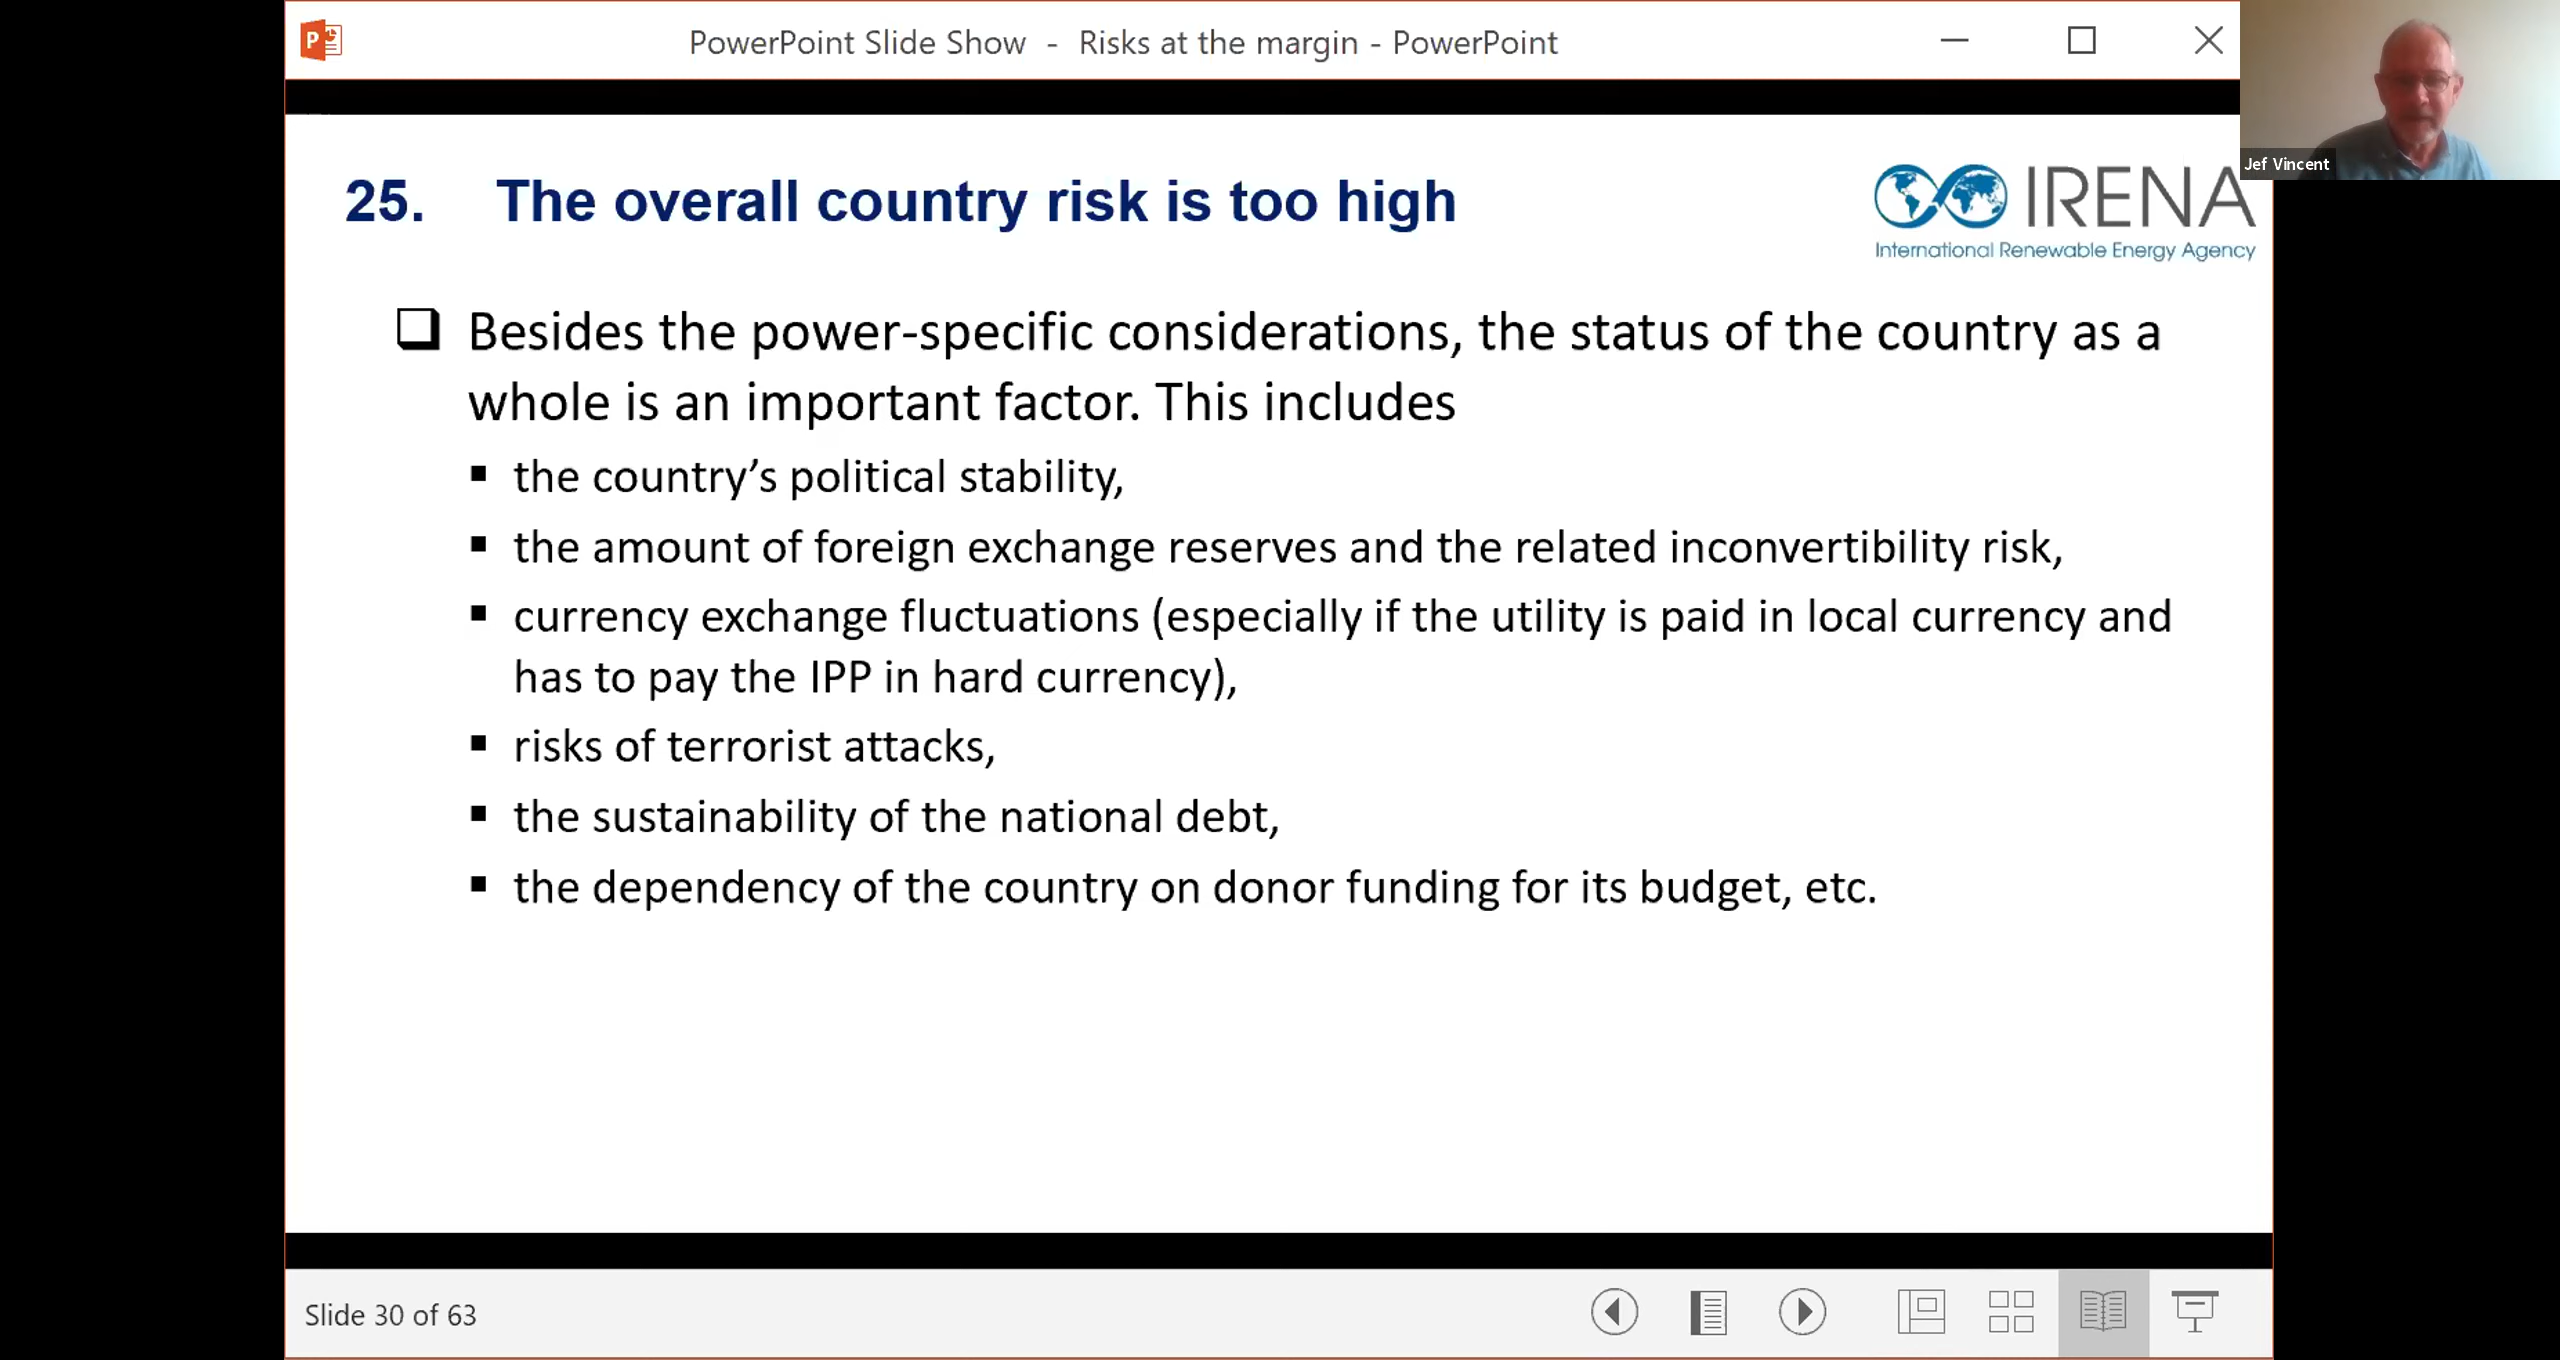 PowerPoint Slide Show - Risks at the margin - PowerPoint
Jef Vincent
25. The overall country risk is too high
IRENA
International Renewable Energy Agency
Besides the power-specific considerations, the status of the country as a
whole is an important factor. This includes
the country’s political stability,
the amount of foreign exchange reserves and the related inconvertibility risk,
currency exchange fluctuations (especially if the utility is paid in local currency and
has to pay the IPP in hard currency),
risks of terrorist attacks,
the sustainability of the national debt,
the dependency of the country on donor funding for its budget, etc.
Slide 30 of 63